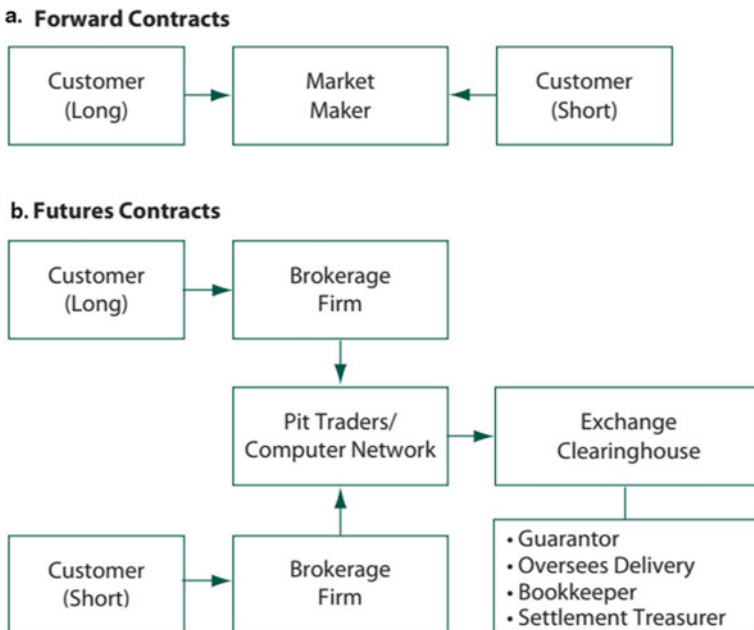 a. Forward Contracts
Customer
(Long)
Market
Maker
Customer
(Short)
b. Futures Contracts
Customer
(Long)
Brokerage
Firm
Pit Traders/
Computer Network
Exchange
Clearinghouse
Customer
(Short)
Brokerage
Firm
• Guarantor
• Oversees Delivery
• Bookkeeper
• Settlement Treasurer